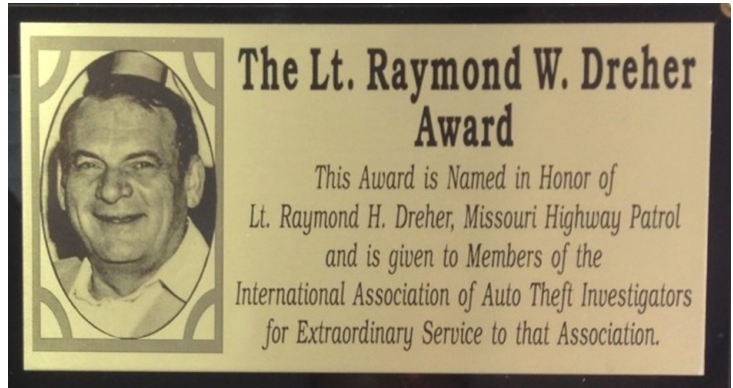 The Lt. Raymond W. Dreher
Award
This Award is Named in Honor of
Lt. Raymond H. Dreher, Missouri Highway Patrol
and is given to Members of the
International Association of Auto Theft Investigators
for Extraordinary Service to that Association.